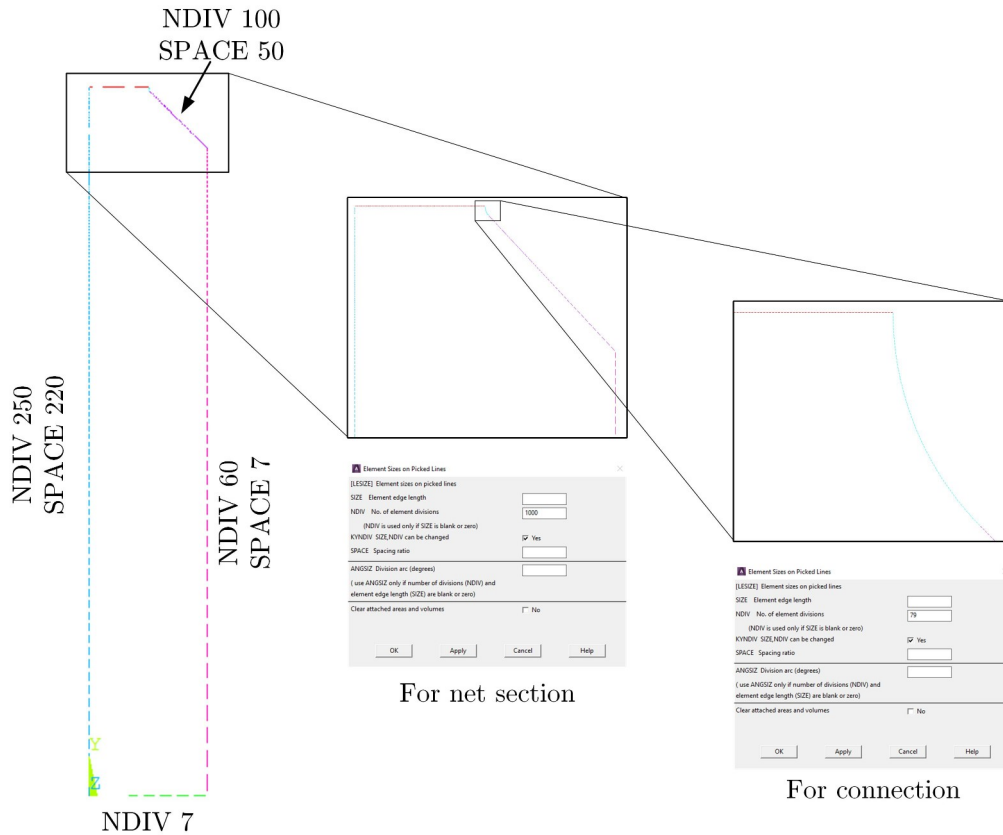 NDIV 100
SPACE 50
NDIV 250
SPACE 220
NDIV 60
SPACE 7
Y
Z
NDIV 7
Element Sizes on Picked Lines
[LESIZE] Element sizes on picked lines
SIZE Element edge length
NDIV No. of element divisions 1000
(NDIV is used only if SIZE is blank or zero)
KYNDIV SIZE,NDIV can be changed Yes
SPACE Spacing ratio
ANGSIZ Division arc (degrees)
( use ANGSIZ only if number of divisions (NDIV) and
element edge length (SIZE) are blank or zero)
Clear attached areas and volumes No
OK Apply Cancel Help
For net section
Element Sizes on Picked Lines
[LESIZE] Element sizes on picked lines
SIZE Element edge length
NDIV No. of element divisions 79
(NDIV is used only if SIZE is blank or zero)
KYNDIV SIZE,NDIV can be changed Yes
SPACE Spacing ratio
ANGSIZ Division arc (degrees)
( use ANGSIZ only if number of divisions (NDIV) and
element edge length (SIZE) are blank or zero)
Clear attached areas and volumes No
OK Apply Cancel Help
For connection